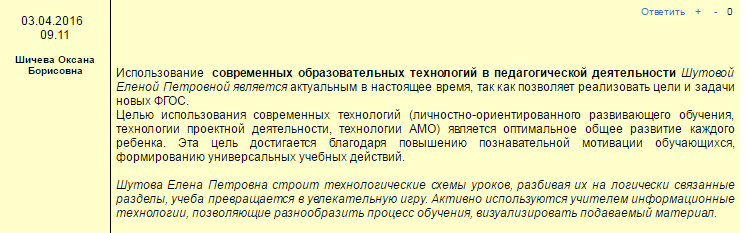 Ответить + - 0
03.04.2016
09.11
Шичева Оксана
Борисовна
Использование современных образовательных технологий в педагогической деятельности Шутовой
Еленой Петровной является актуальным в настоящее время, так как позволяет реализовать цели и задачи
новых ФГОС.
Целью использования современных технологий (личностно-ориентированного развивающего обучения,
технологии проектной деятельности, технологии АМО) является оптимальное общее развитие каждого
ребенка. Эта цель достигается благодаря повышению познавательной мотивации обучающихся,
формированию универсальных учебных действий.
Шутова Елена Петровна строит технологические схемы уроков, разбивая их на логически связанные
разделы, учеба превращается в увлекательную игру. Активно используются учителем информационные
технологии, позволяющие разнообразить процесс обучения, визуализировать подаваемый материал.